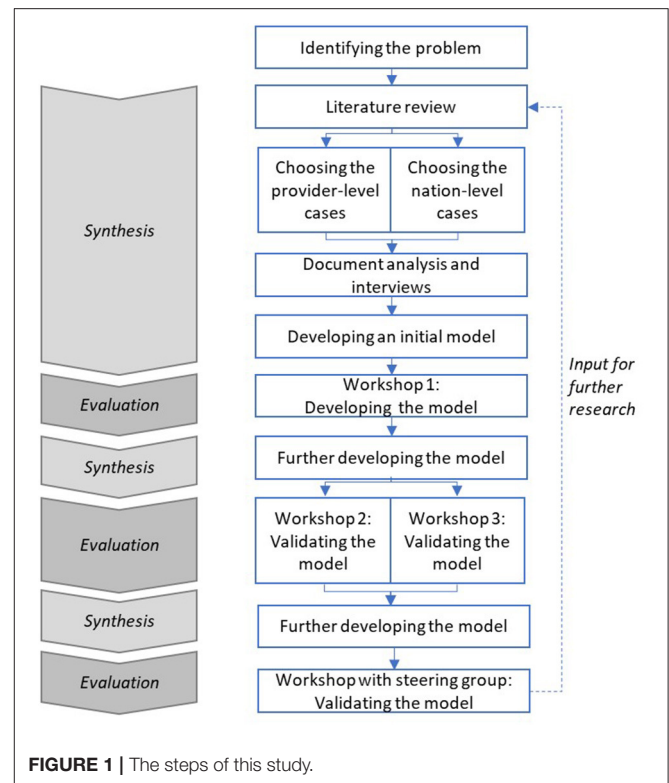 Identifying the problem
Literature review
Choosing the
provider-level
cases
Choosing the
nation-level
cases
Document analysis and
interviews
Developing an initial model
Workshop 1:
Developing the model
Further developing the model
Workshop 2:
Validating the
model
Workshop 3:
Validating the
model
Further developing the model
Workshop with steering group:
Validating the model
Synthesis
Evaluation
Synthesis
Evaluation
Synthesis
Evaluation
Input for
further
research
FIGURE 1 | The steps of this study.